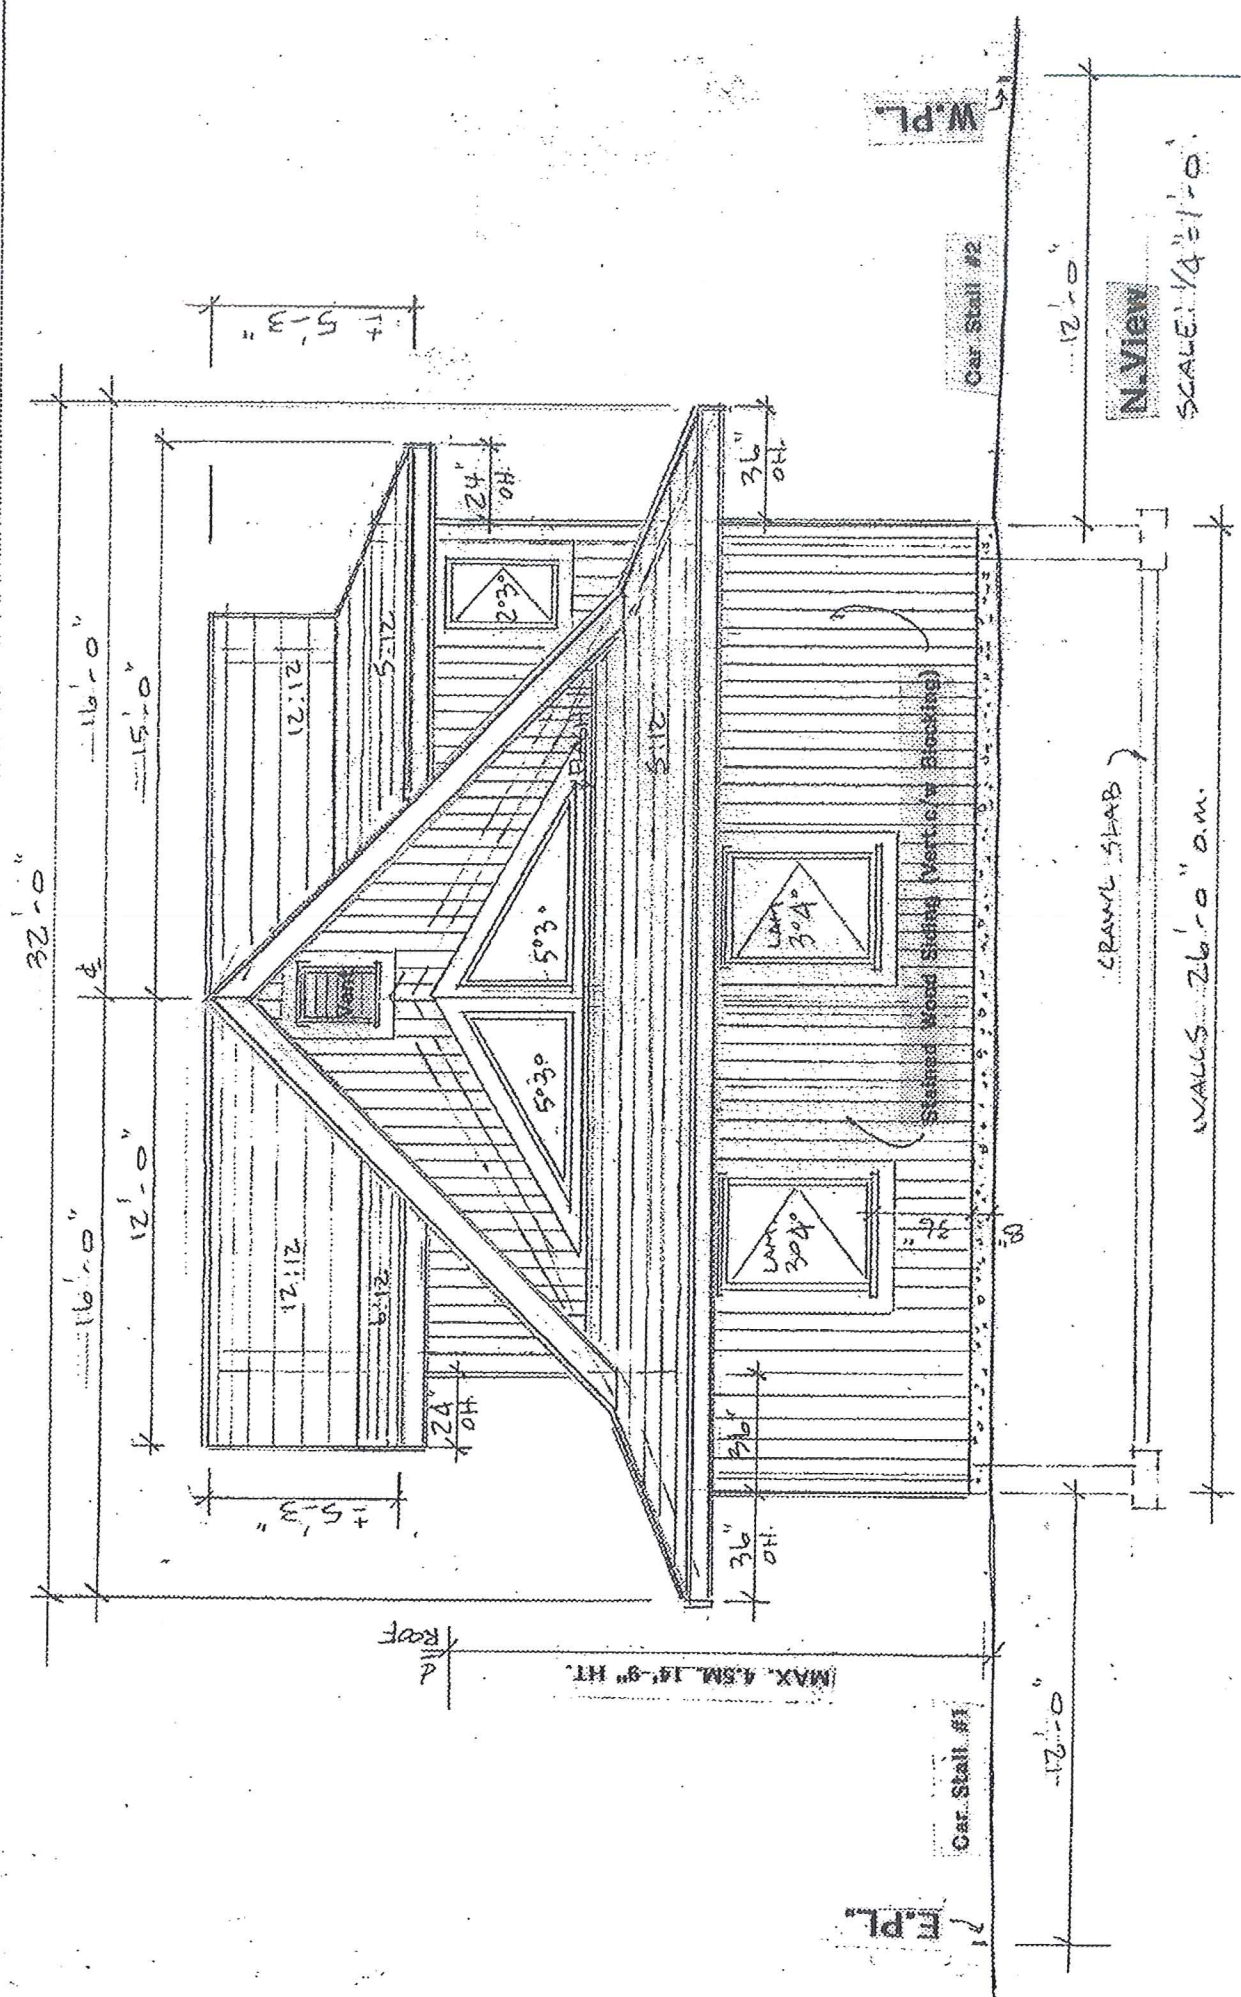 32'-0"
16'-0"
℄
16'-0"
12'-0"
15'-0"
± 5'-3"
± 5'-3"
12:12
12:12
6:12
5:12
Vent
24"
OH.
24"
OH.
2⁰3⁰
5⁰3⁰
5⁰3⁰
5:12
℄ ROOF
MAX. 4.5M. 14'-9" HT.
36"
OH.
36"
36"
OH.
LAM.
3⁰4⁰
LAM.
3⁰4⁰
36"
8"
Stained Wood Siding (Vert.c/w Blocking)
E.PL.
Car Stall #1
Car Stall #2
W.PL.
12'-0"
12'-0"
CRAWL SLAB
WALLS 26'-0" O.M.
N.View
SCALE: 1/4"=1'-0"